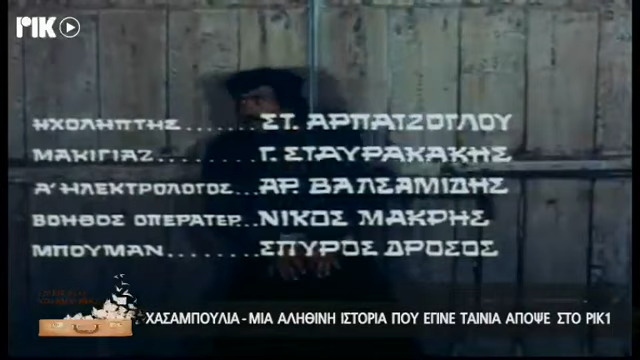 ΡΙΚ
ΗΧΟΛΗΠΤΗΣ.......ΣΤ. ΑΡΠΑΤΖΟΓΛΟΥ
ΜΑΚΙΓΙΑΖ.........Γ. ΣΤΑΥΡΑΚΑΚΗΣ
Α' ΗΛΕΚΤΡΟΛΟΓΟΣ...ΑΡ. ΒΑΛΣΑΜΙΔΗΣ
ΒΟΗΘΟΣ ΟΠΕΡΑΤΕΡ...ΝΙΚΟΣ ΜΑΚΡΗΣ
ΜΠΟΥΜΑΝ........ΣΠΥΡΟΣ ΔΡΟΣΟΣ
ΧΑΣΑΜΠΟΥΛΙΑ - ΜΙΑ ΑΛΗΘΙΝΗ ΙΣΤΟΡΙΑ ΠΟΥ ΕΓΙΝΕ ΤΑΙΝΙΑ ΑΠΟΨΕ ΣΤΟ ΡΙΚ1